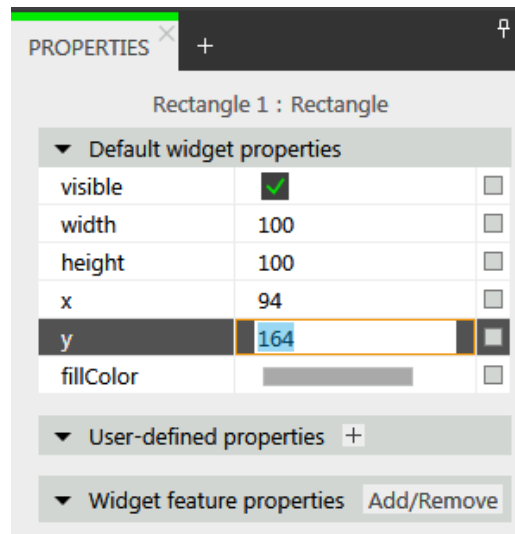 PROPERTIES +
Rectangle 1 : Rectangle
Default widget properties
visible
width 100
height 100
x 94
y 164
fillColor
User-defined properties +
Widget feature properties Add/Remove